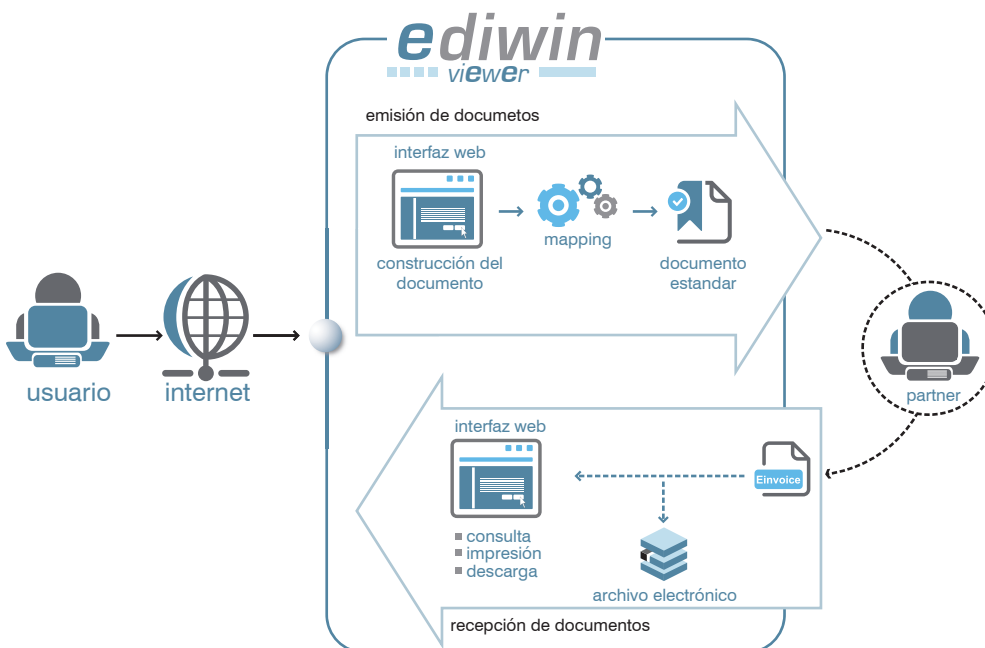 ediwin
viewer
emisión de documetos
interfaz web
construcción del
documento
mapping
documento
estandar
usuario
internet
partner
interfaz web
Einvoice
consulta
impresión
descarga
archivo electrónico
recepción de documentos